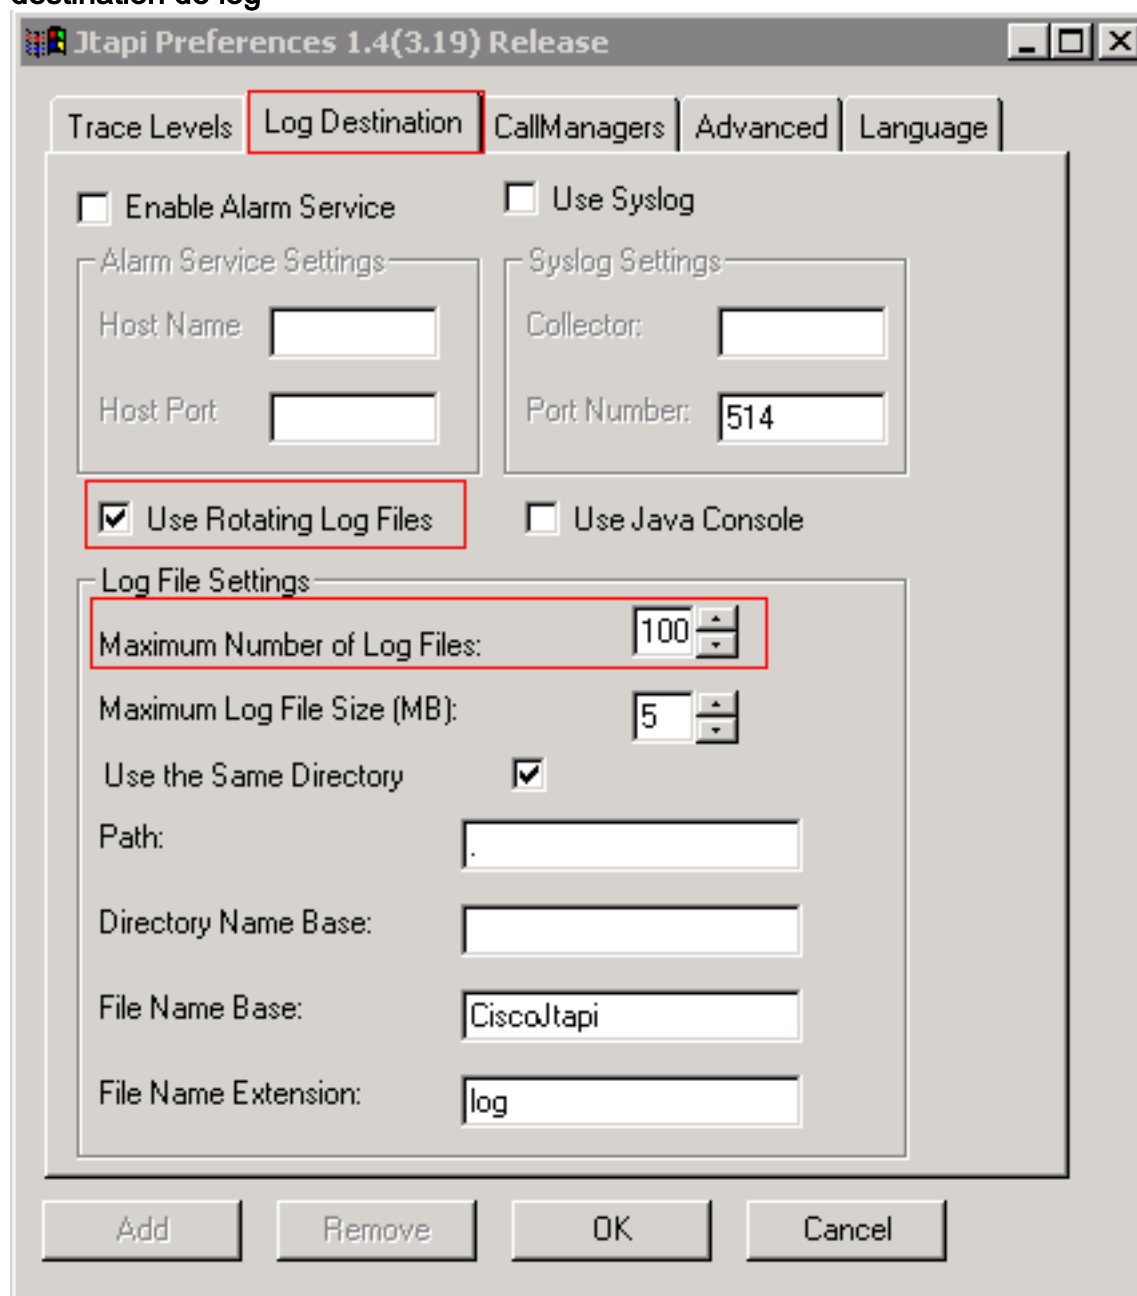 destination de log
Jtapi Preferences 1.4(3.19) Release
Trace Levels Log Destination CallManagers Advanced Language
Enable Alarm Service Use Syslog
Alarm Service Settings Syslog Settings
Host Name Collector:
Host Port Port Number: 514
Use Rotating Log Files Use Java Console
Log File Settings
Maximum Number of Log Files: 100
Maximum Log File Size (MB): 5
Use the Same Directory
Path: .
Directory Name Base:
File Name Base: CiscoJtapi
File Name Extension: log
Add Remove OK Cancel